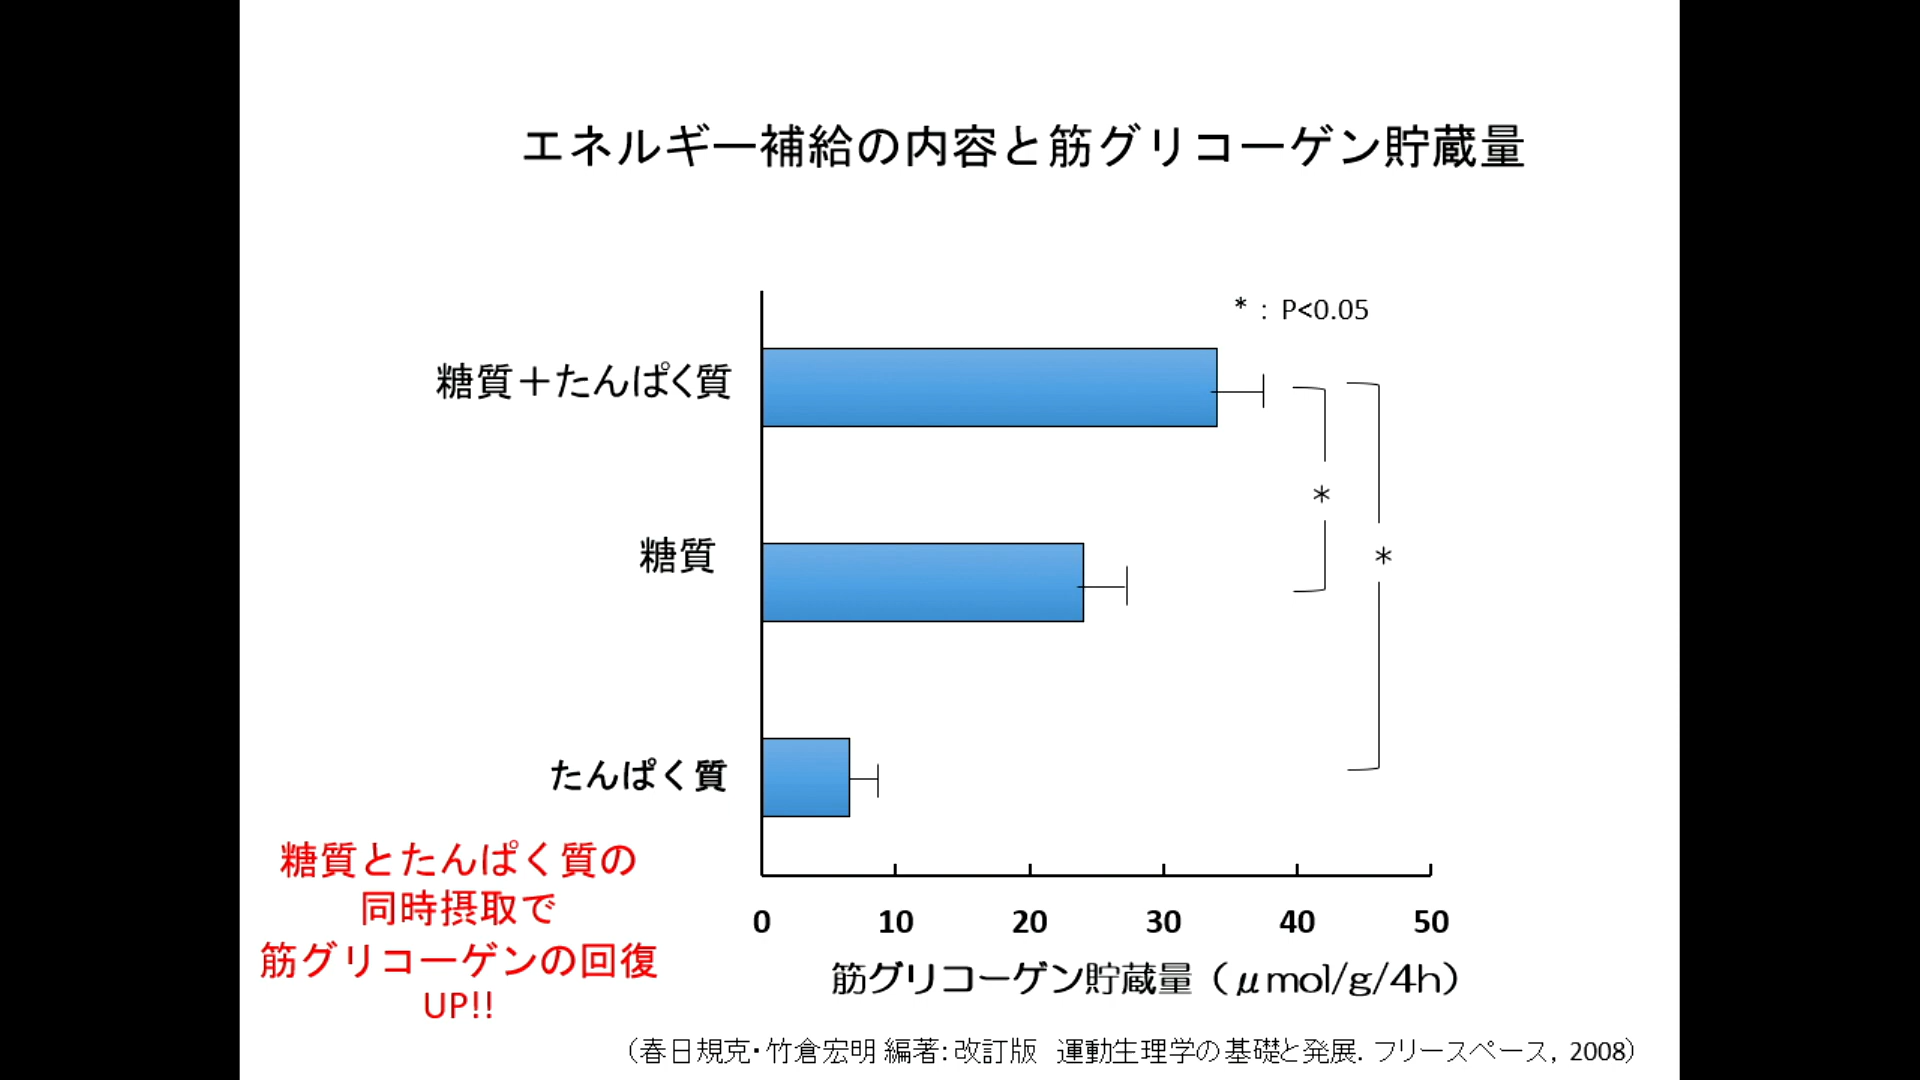 エネルギー補給の内容と筋グリコーゲン貯蔵量
* : P<0.05
糖質＋たんぱく質
*
糖質
*
たんぱく質
糖質とたんぱく質の
同時摂取で
筋グリコーゲンの回復
UP!!
0 10 20 30 40 50
筋グリコーゲン貯蔵量（μmol/g/4h）
（春日規克・竹倉宏明 編著：改訂版　運動生理学の基礎と発展. フリースペース, 2008）